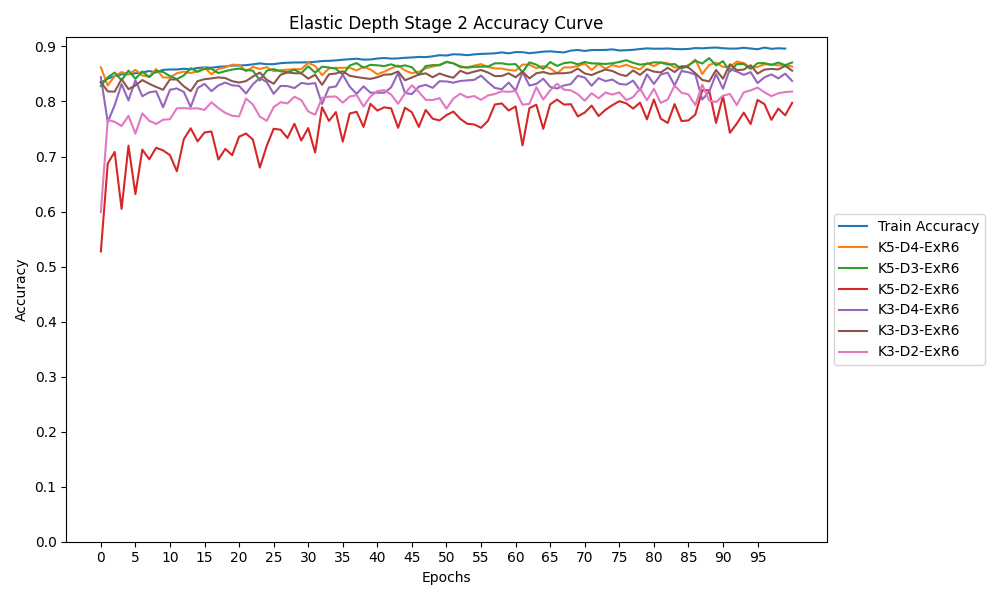 Elastic Depth Stage 2 Accuracy Curve
0.9
0.8
0.7
0.6
0.5
0.4
0.3
0.2
0.1
0.0
Accuracy
0 5 10 15 20 25 30 35 40 45 50 55 60 65 70 75 80 85 90 95
Epochs
Train Accuracy
K5-D4-ExR6
K5-D3-ExR6
K5-D2-ExR6
K3-D4-ExR6
K3-D3-ExR6
K3-D2-ExR6